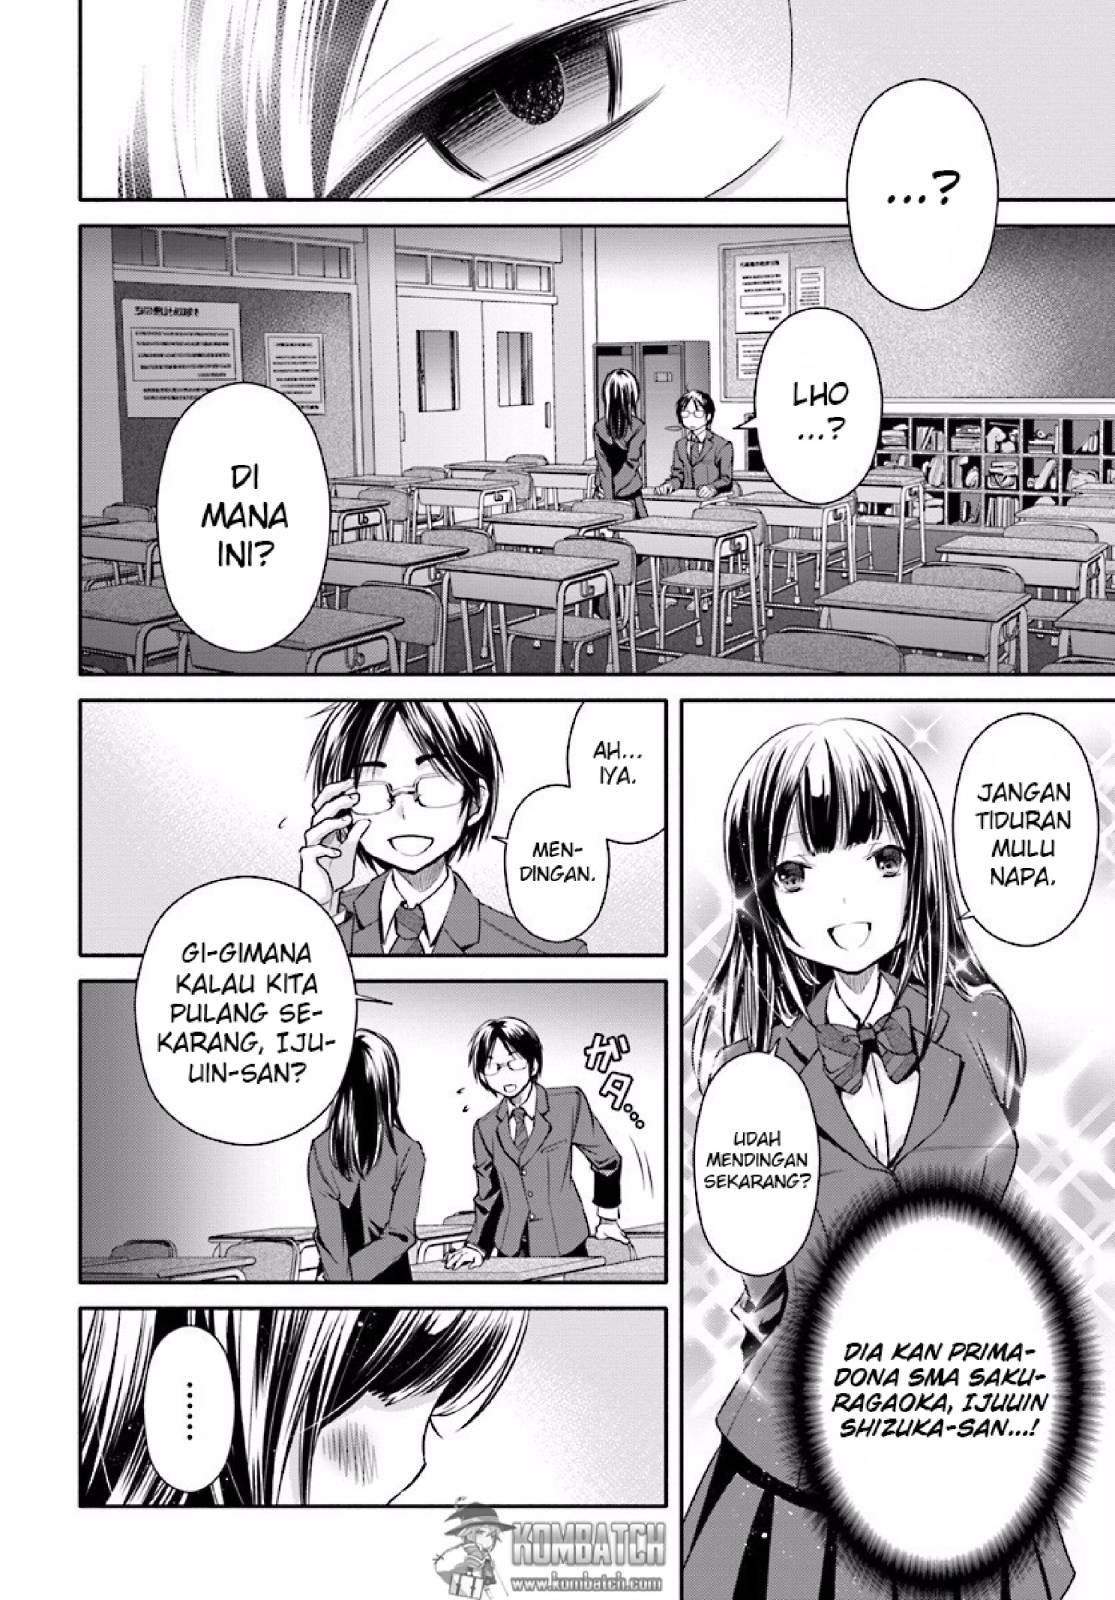 ...?
LHO
...?
DI
MANA
INI?
JANGAN
TIDURAN
MULU
NAPA.
UDAH
MENDINGAN
SEKARANG?
DIA KAN PRIMA-
DONA SMA SAKU-
RAGAOKA, IJUUIN
SHIZUKA-SAN...!
AH...
IYA.
MEN-
DINGAN.
GI-GIMANA
KALAU KITA
PULANG SE-
KARANG, IJU-
UIN-SAN?
ガタ...
......
KOMBATCH
www.kombatch.com